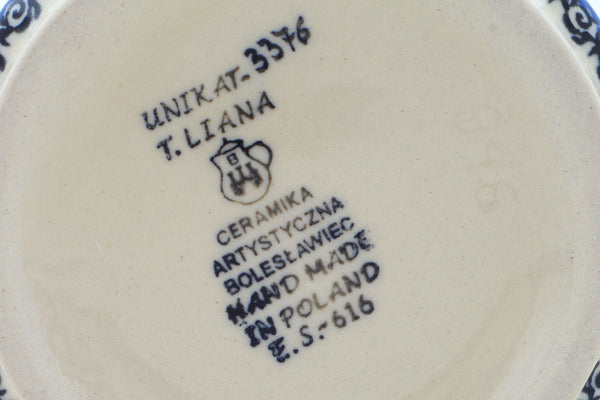 UNIKAT-3376
T. LIANA
B
CERAMIKA
ARTYSTYCZNA
BOLESŁAWIEC
HAND MADE
IN POLAND
E.S.-616